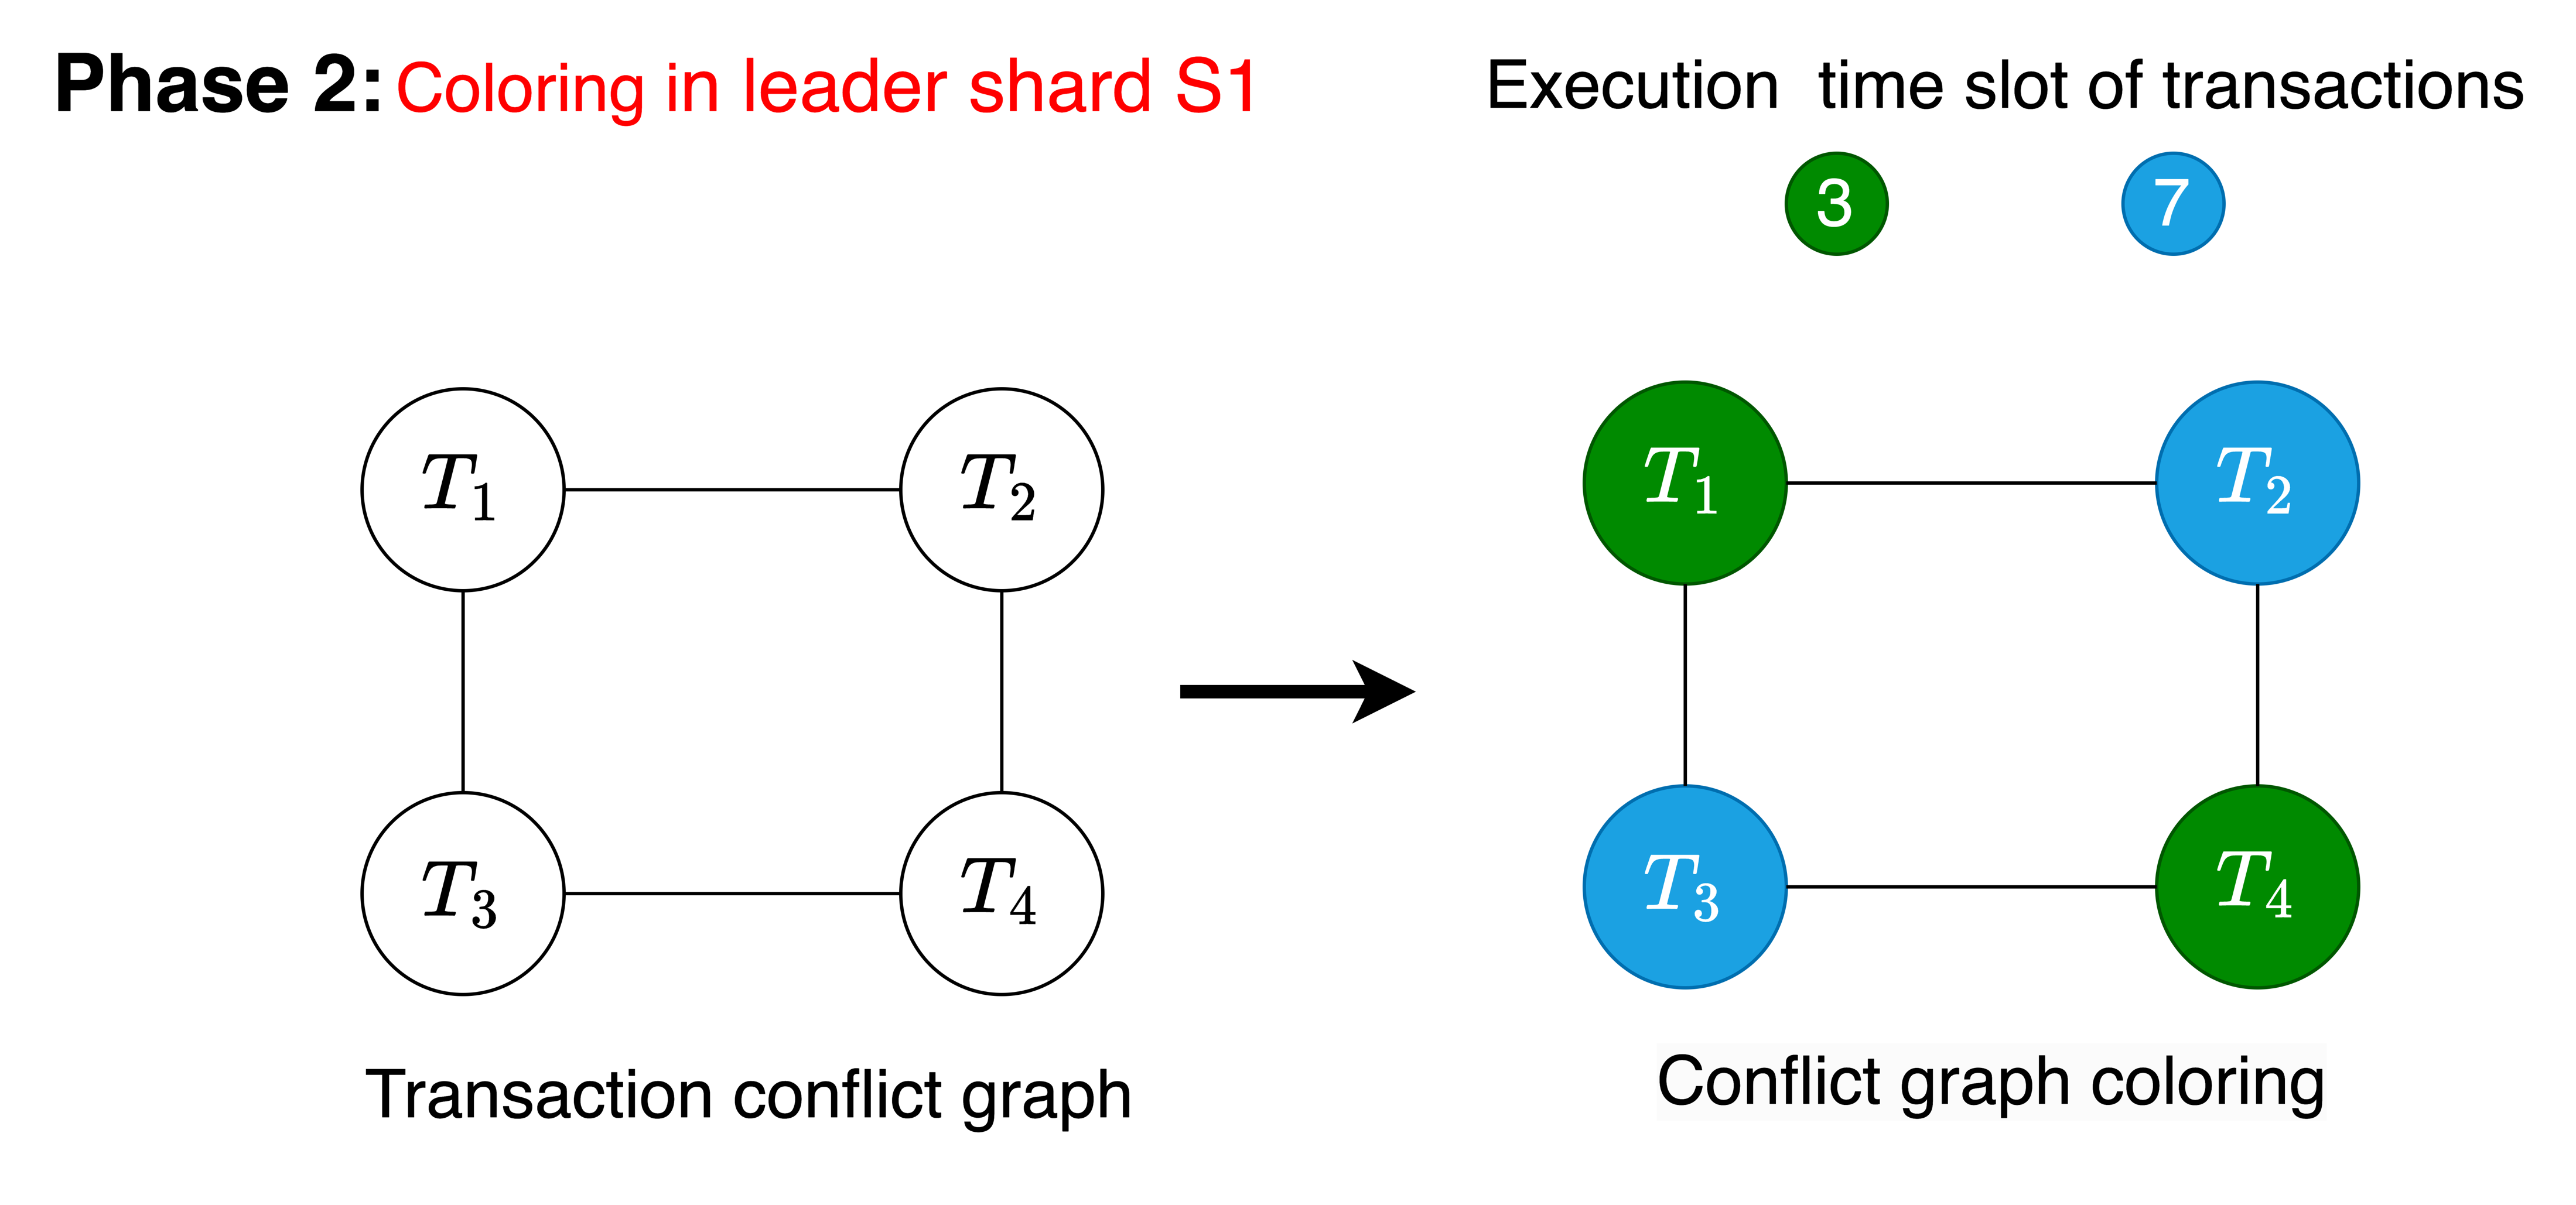 Phase 2: Coloring in leader shard S1
Execution time slot of transactions
3
7
T1
T2
T3
T4
Transaction conflict graph
T1
T2
T3
T4
Conflict graph coloring